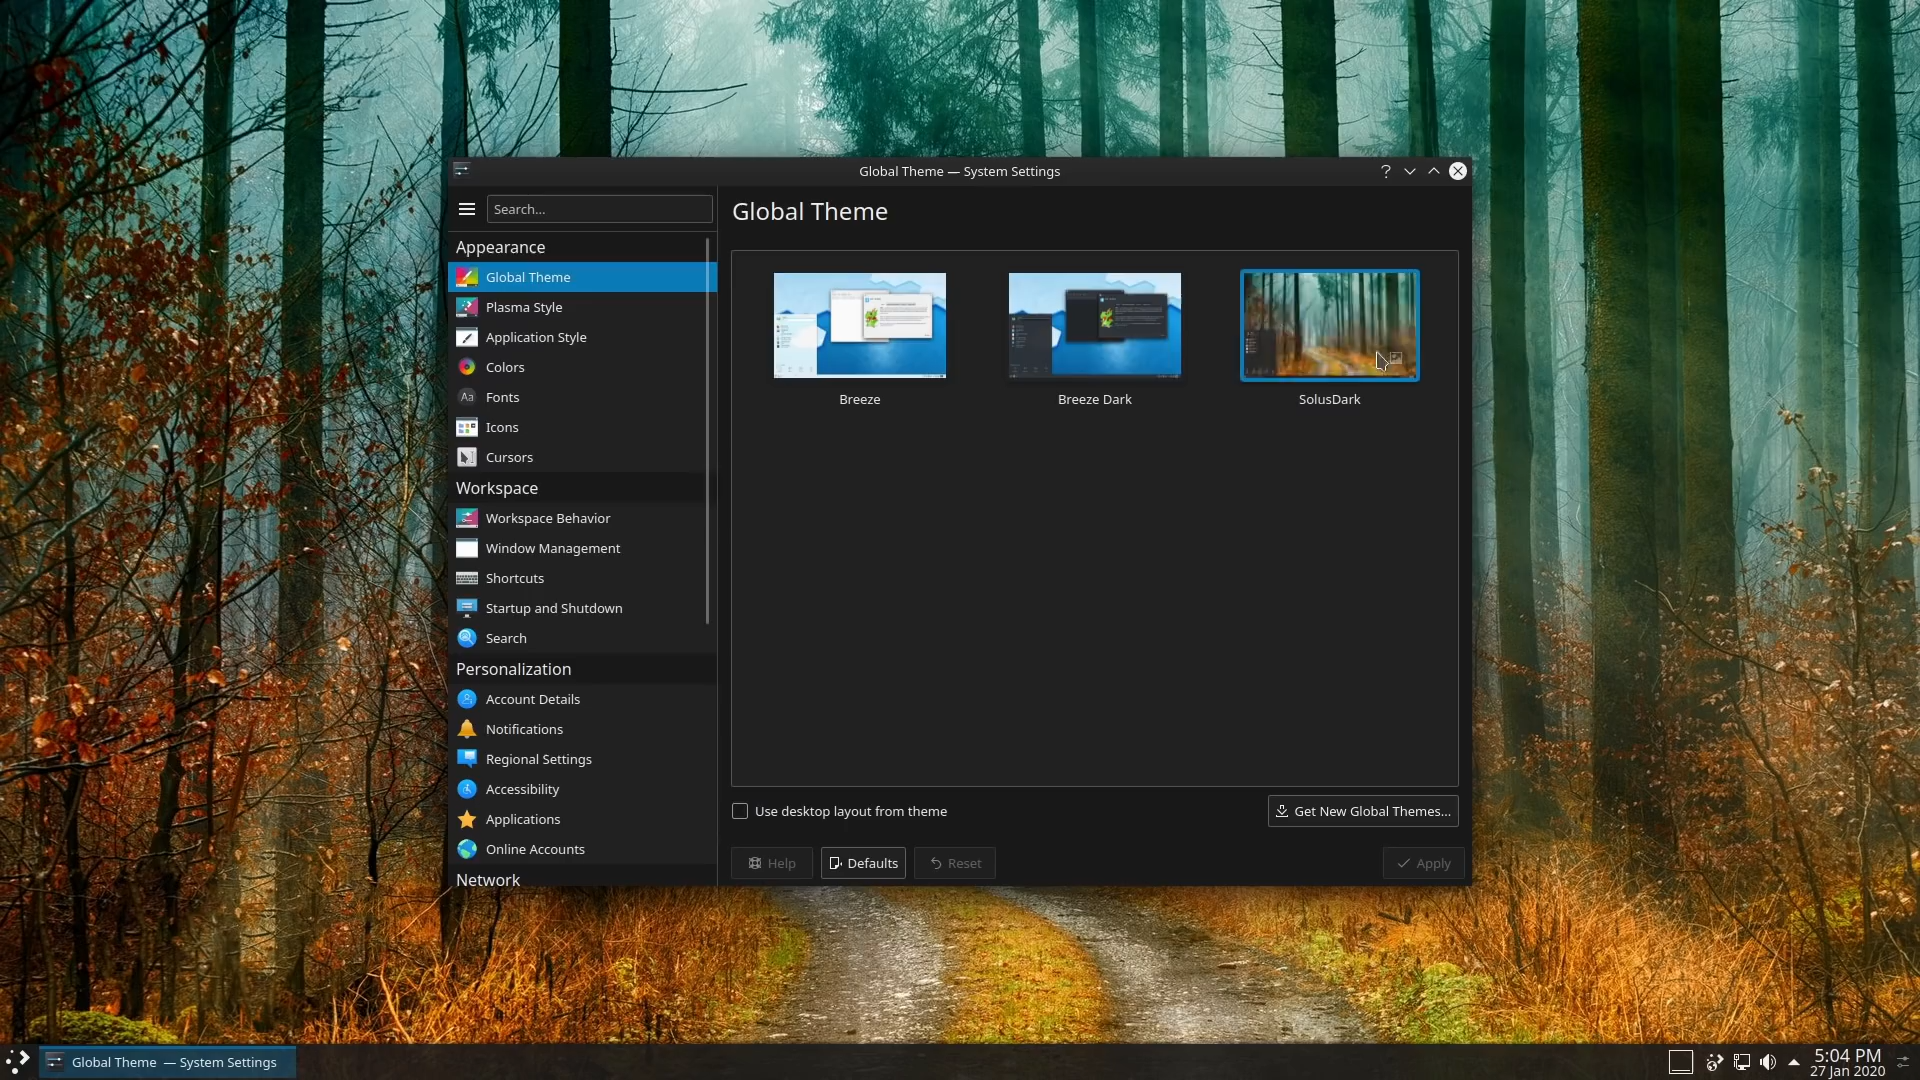 Global Theme — System Settings
Search...
Global Theme
Appearance
Global Theme
Plasma Style
Application Style
Colors
Aa Fonts
Icons
Cursors
Workspace
Workspace Behavior
Window Management
Shortcuts
Startup and Shutdown
Search
Personalization
Account Details
Notifications
Regional Settings
Accessibility
Applications
Online Accounts
Network
Breeze
Breeze Dark
SolusDark
Use desktop layout from theme
Get New Global Themes...
Help
Defaults
Reset
Apply
Global Theme — System Settings
5:04 PM
27 Jan 2020